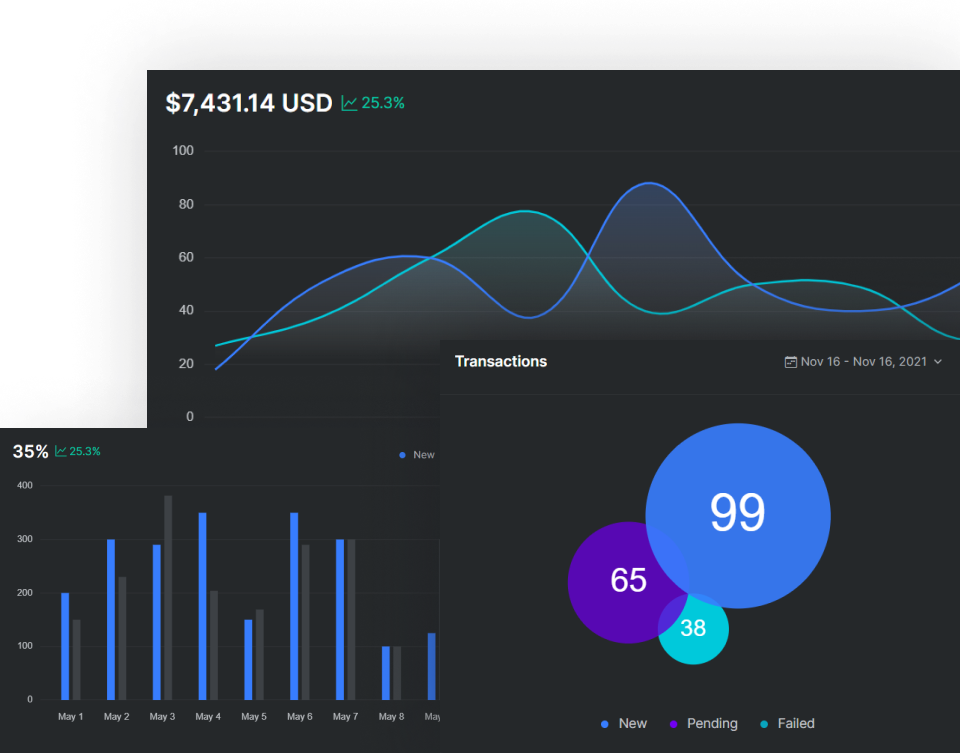 $7,431.14 USD 25.3%
100
80
60
40
20
0
Transactions
Nov 16 - Nov 16, 2021
99
65
38
New Pending Failed
35% 25.3%
New
400
300
200
100
0
May 1 May 2 May 3 May 4 May 5 May 6 May 7 May 8 May